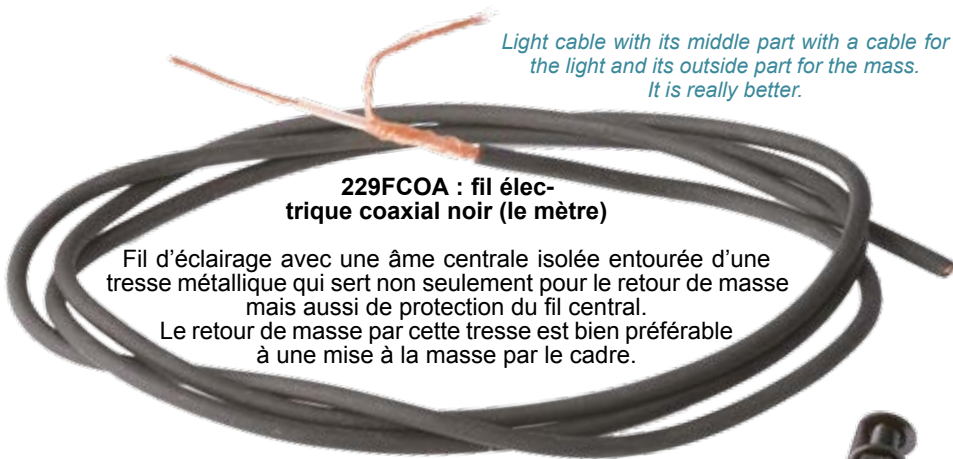 Light cable with its middle part with a cable for
the light and its outside part for the mass.
It is really better.
229FCOA : fil élec-
trique coaxial noir (le mètre)
Fil d’éclairage avec une âme centrale isolée entourée d’une
tresse métallique qui sert non seulement pour le retour de masse
mais aussi de protection du fil central.
Le retour de masse par cette tresse est bien préférable
à une mise à la masse par le cadre.